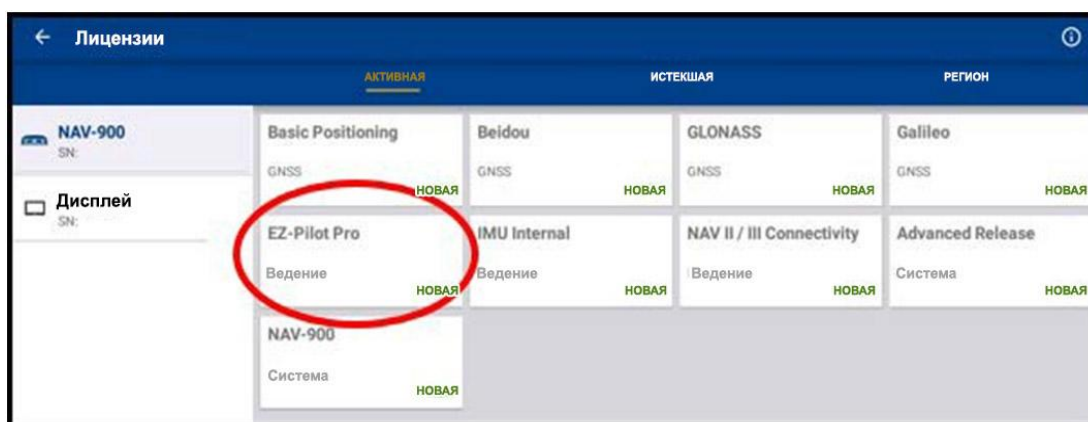 Лицензии
АКТИВНАЯ ИСТЕКШАЯ РЕГИОН
NAV-900
SN:
Дисплей
SN:
Basic Positioning
GNSS
НОВАЯ
Beidou
GNSS
НОВАЯ
GLONASS
GNSS
НОВАЯ
Galileo
GNSS
НОВАЯ
EZ-Pilot Pro
Ведение
НОВАЯ
IMU Internal
Ведение
НОВАЯ
NAV II / III Connectivity
Ведение
НОВАЯ
Advanced Release
Система
НОВАЯ
NAV-900
Система
НОВАЯ